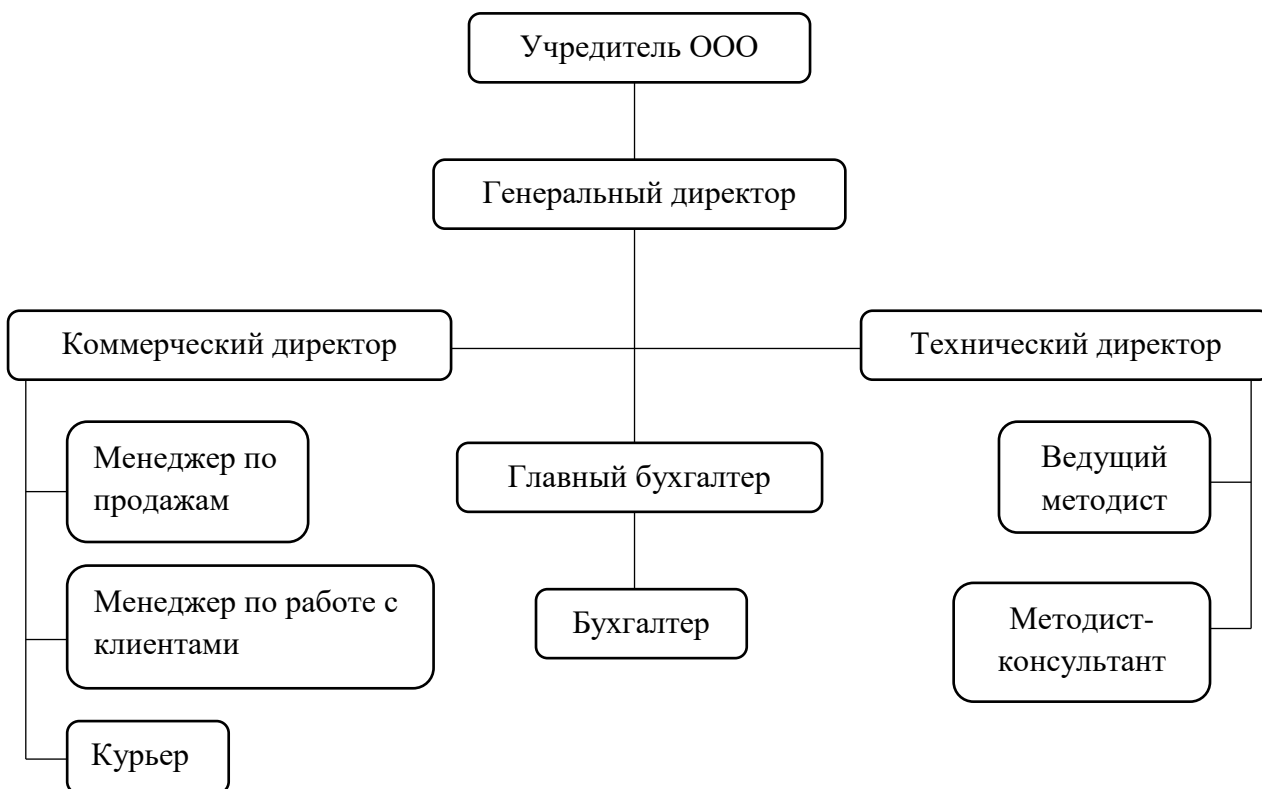 Учредитель ООО
Генеральный директор
Коммерческий директор
Технический директор
Менеджер по
продажам
Главный бухгалтер
Ведущий
методист
Менеджер по работе с
клиентами
Бухгалтер
Методист-
консультант
Курьер